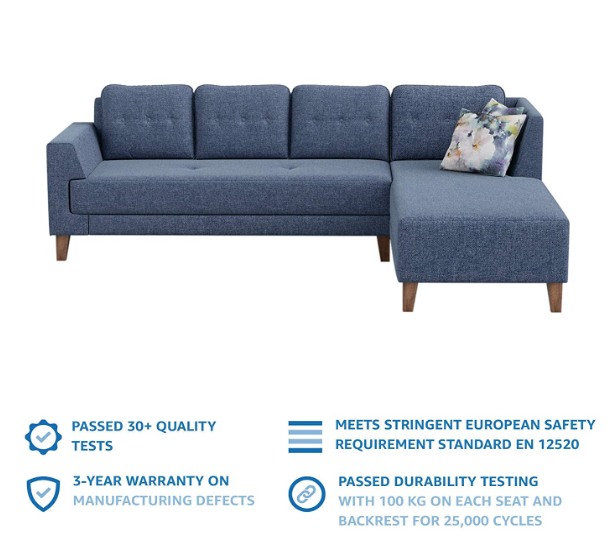 PASSED 30+ QUALITY
TESTS
MEETS STRINGENT EUROPEAN SAFETY
REQUIREMENT STANDARD EN 12520
3-YEAR WARRANTY ON
MANUFACTURING DEFECTS
PASSED DURABILITY TESTING
WITH 100 KG ON EACH SEAT AND
BACKREST FOR 25,000 CYCLES